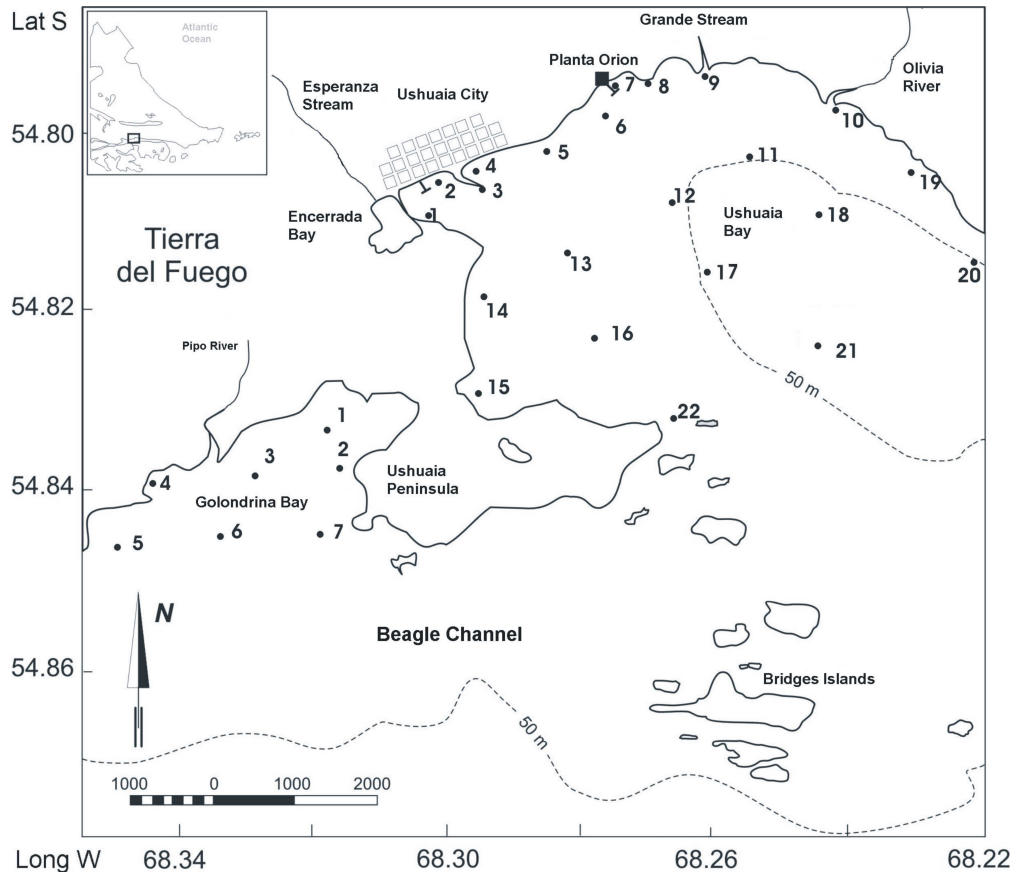 Lat S
Atlantic
Ocean
Grande Stream
Planta Orion
Esperanza
Stream
Ushuaia City
Olivia
River
7
8
9
10
6
54.80
5
11
4
19
2
3
12
1
Ushuaia
Bay
18
Encerrada
Bay
Tierra
del Fuego
13
17
20
14
54.82
16
21
Pipo River
50 m
15
22
1
2
3
Ushuaia
Peninsula
54.84
4
Golondrina Bay
5
6
7
N
Beagle Channel
54.86
Bridges Islands
50 m
1000 0 1000 2000
Long W 68.34 68.30 68.26 68.22